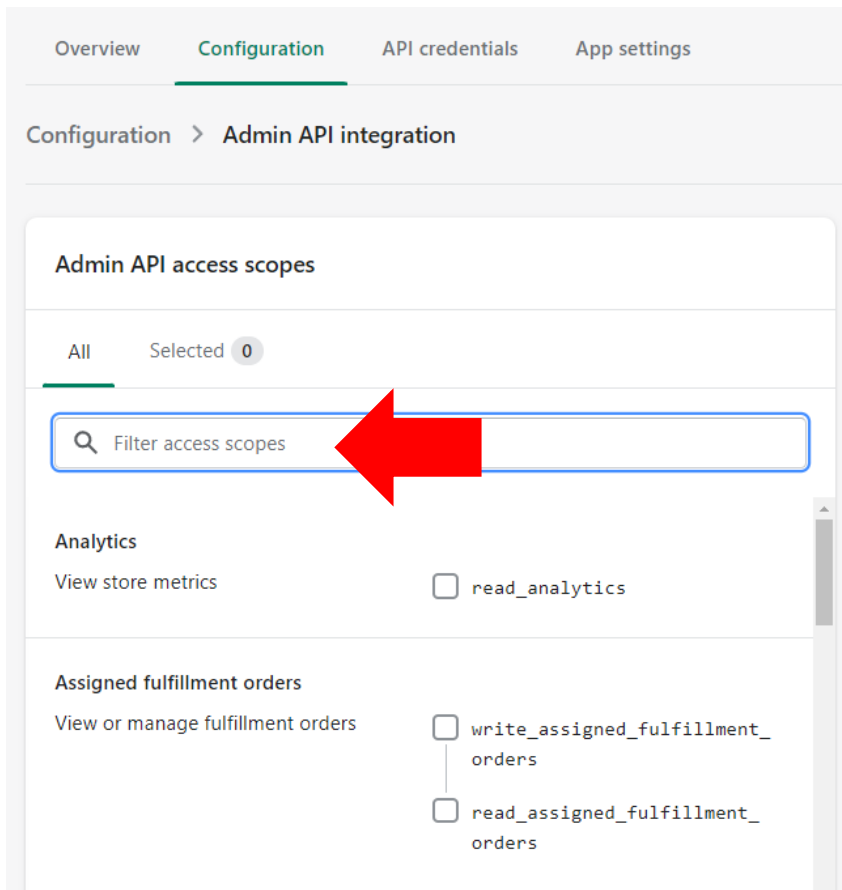 Overview Configuration API credentials App settings
Configuration > Admin API integration
Admin API access scopes
All Selected 0
Filter access scopes
Analytics
View store metrics
read_analytics
Assigned fulfillment orders
View or manage fulfillment orders
write_assigned_fulfillment_
orders
read_assigned_fulfillment_
orders